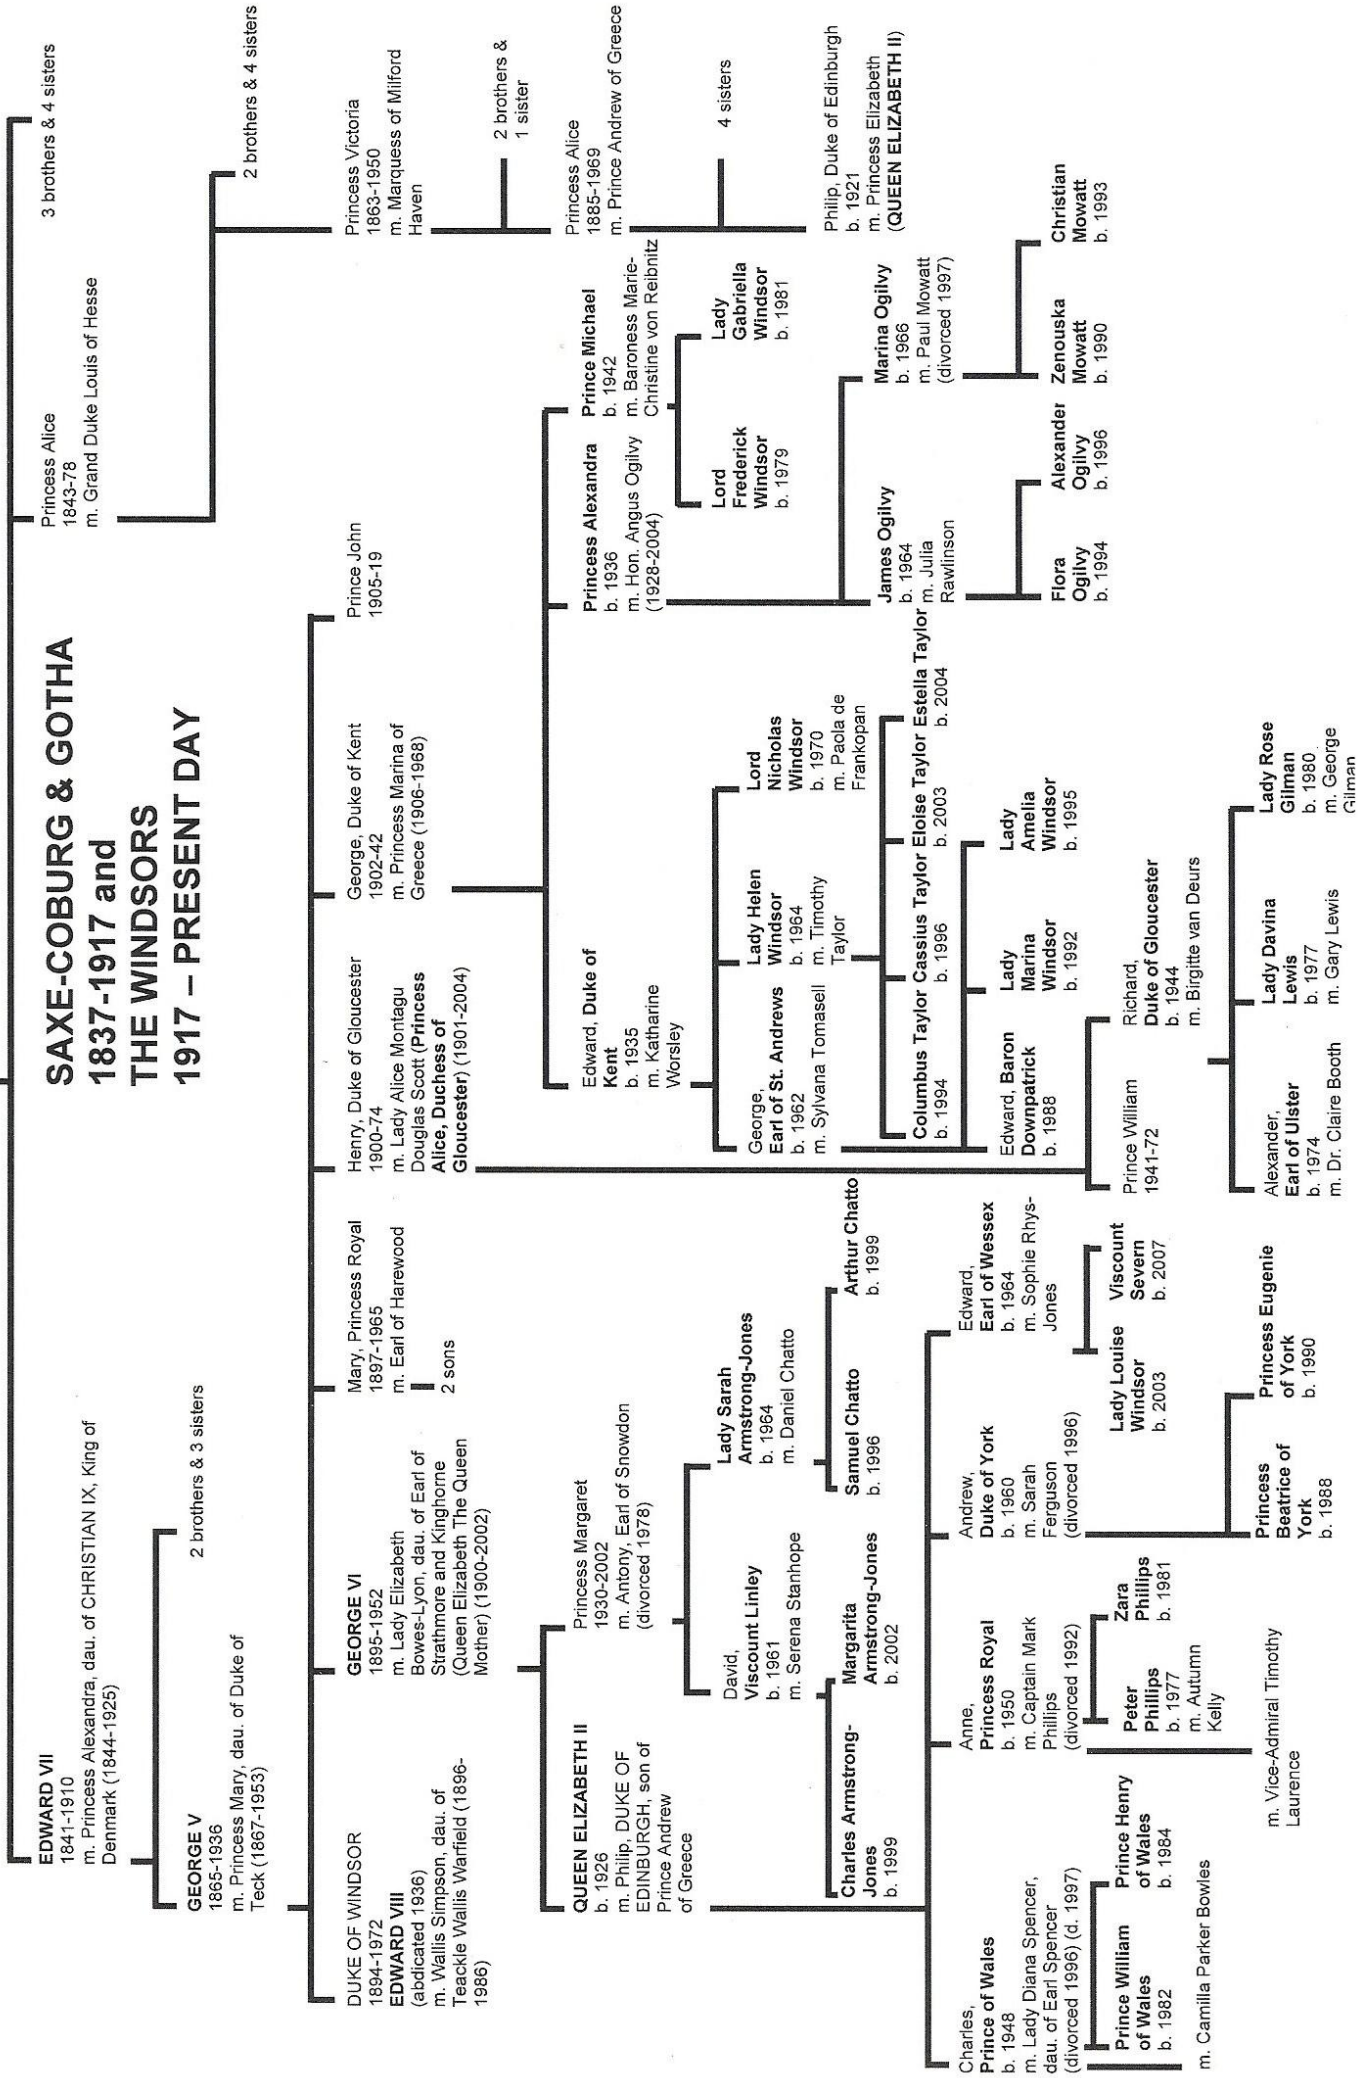 SAXE-COBURG & GOTHA
1837-1917 and
THE WINDSORS
1917 – PRESENT DAY
EDWARD VII
1841-1910
m. Princess Alexandra, dau. of CHRISTIAN IX, King of
Denmark (1844-1925)
Princess Alice
1843-78
m. Grand Duke Louis of Hesse
3 brothers & 4 sisters
GEORGE V
1865-1936
m. Princess Mary, dau. of Duke of
Teck (1867-1953)
2 brothers & 3 sisters
2 brothers & 4 sisters
DUKE OF WINDSOR
1894-1972
EDWARD VIII
(abdicated 1936)
m. Wallis Simpson, dau. of
Teackle Wallis Warfield (1896-
1986)
GEORGE VI
1895-1952
m. Lady Elizabeth
Bowes-Lyon, dau. of Earl of
Strathmore and Kinghorne
(Queen Elizabeth The Queen
Mother) (1900-2002)
Mary, Princess Royal
1897-1965
m. Earl of Harewood
2 sons
Henry, Duke of Gloucester
1900-74
m. Lady Alice Montagu
Douglas Scott (Princess
Alice, Duchess of
Gloucester) (1901-2004)
George, Duke of Kent
1902-42
m. Princess Marina of
Greece (1906-1968)
Prince John
1905-19
Princess Victoria
1863-1950
m. Marquess of Milford
Haven
2 brothers &
1 sister
QUEEN ELIZABETH II
b. 1926
m. Philip, DUKE OF
EDINBURGH, son of
Prince Andrew
of Greece
Princess Margaret
1930-2002
m. Antony, Earl of Snowdon
(divorced 1978)
Edward, Duke of
Kent
b. 1935
m. Katharine
Worsley
Princess Alexandra
b. 1936
m. Hon. Angus Ogilvy
(1928-2004)
Prince Michael
b. 1942
m. Baroness Marie-
Christine von Reibnitz
Princess Alice
1885-1969
m. Prince Andrew of Greece
4 sisters
David,
Viscount Linley
b. 1961
m. Serena Stanhope
Lady Sarah
Armstrong-Jones
b. 1964
m. Daniel Chatto
George,
Earl of St. Andrews
b. 1962
m. Sylvana Tomasell
Lady Helen
Windsor
b. 1964
m. Timothy
Taylor
Lord
Nicholas
Windsor
b. 1970
m. Paola de
Frankopan
Lord
Frederick
Windsor
b. 1979
Lady
Gabriella
Windsor
b. 1981
Philip, Duke of Edinburgh
b. 1921
m. Princess Elizabeth
(QUEEN ELIZABETH II)
Charles Armstrong-
Jones
b. 1999
Margarita
Armstrong-Jones
b. 2002
Samuel Chatto
b. 1996
Arthur Chatto
b. 1999
Columbus Taylor
b. 1994
Cassius Taylor
b. 1996
Eloise Taylor
b. 2003
Estella Taylor
b. 2004
James Ogilvy
b. 1964
m. Julia
Rawlinson
Marina Ogilvy
b. 1966
m. Paul Mowatt
(divorced 1997)
Charles,
Prince of Wales
b. 1948
m. Lady Diana Spencer,
dau. of Earl Spencer
(divorced 1996) (d. 1997)
Anne,
Princess Royal
b. 1950
m. Captain Mark
Phillips
(divorced 1992)
Andrew,
Duke of York
b. 1960
m. Sarah
Ferguson
(divorced 1996)
Edward,
Earl of Wessex
b. 1964
m. Sophie Rhys-
Jones
Edward, Baron
Downpatrick
b. 1988
Lady
Marina
Windsor
b. 1992
Lady
Amelia
Windsor
b. 1995
Flora
Ogilvy
b. 1994
Alexander
Ogilvy
b. 1996
Zenouska
Mowatt
b. 1990
Christian
Mowatt
b. 1993
Prince William
of Wales
b. 1982
Prince Henry
of Wales
b. 1984
Peter
Phillips
b. 1977
m. Autumn
Kelly
Zara
Phillips
b. 1981
Lady Louise
Windsor
b. 2003
Viscount
Severn
b. 2007
Prince William
1941-72
Richard,
Duke of Gloucester
b. 1944
m. Birgitte van Deurs
m. Camilla Parker Bowles
m. Vice-Admiral Timothy
Laurence
Princess
Beatrice of
York
b. 1988
Princess Eugenie
of York
b. 1990
Alexander,
Earl of Ulster
b. 1974
m. Dr. Claire Booth
Lady Davina
Lewis
b. 1977
m. Gary Lewis
Lady Rose
Gilman
b. 1980
m. George
Gilman